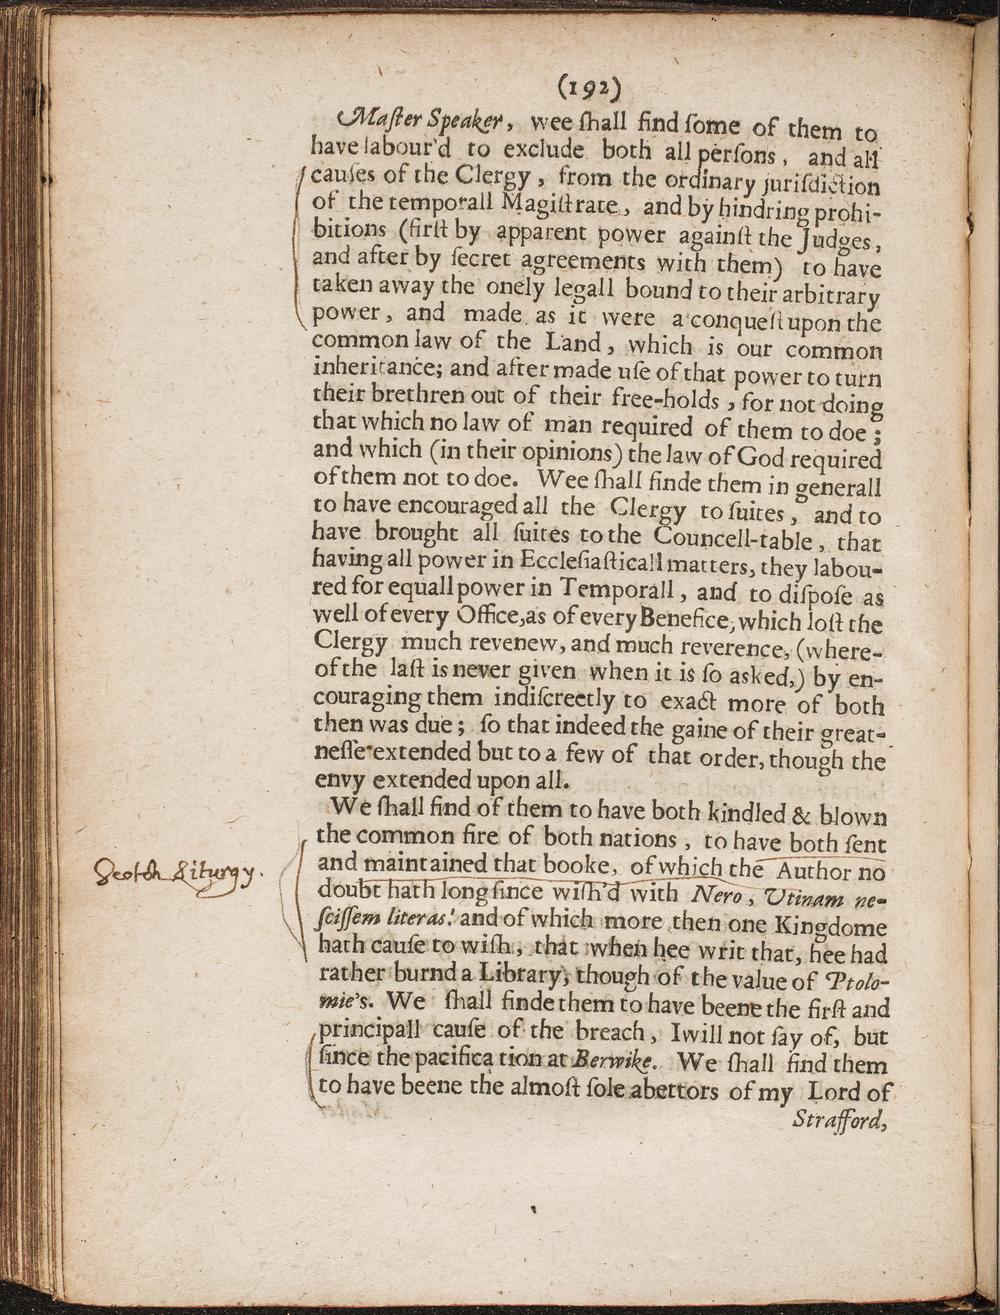 (192)
Maſter Speaker, wee ſhall find ſome of them to
have labour'd to exclude both all perſons, and all
cauſes of the Clergy, from the ordinary juriſdiction
of the temporall Magiſtrate, and by hindring prohi-
bitions (firſt by apparent power againſt the Judges,
and after by ſecret agreements with them) to have
taken away the onely legall bound to their arbitrary
power, and made as it were a conqueſt upon the
common law of the Land, which is our common
inheritance; and after made uſe of that power to turn
their brethren out of their free-holds, for not doing
that which no law of man required of them to doe;
and which (in their opinions) the law of God required
of them not to doe. Wee ſhall finde them in generall
to have encouraged all the Clergy to ſuites, and to
have brought all ſuites to the Councell-table, that
having all power in Eccleſiaſticall matters, they labou-
red for equall power in Temporall, and to diſpoſe as
well of every Office, as of every Benefice, which loſt the
Clergy much revenew, and much reverence, (where-
of the laſt is never given when it is ſo asked,) by en-
couraging them indiſcreetly to exact more of both
then was due; ſo that indeed the gaine of their great-
neſſe extended but to a few of that order, though the
envy extended upon all.
We ſhall find of them to have both kindled & blown
the common fire of both nations, to have both ſent
and maintained that booke, of which the Author no
Scotch Liturgy.
doubt hath long ſince wiſh'd with Nero, Utinam ne-
ſciſſem literas! and of which more then one Kingdome
hath cauſe to wiſh, that when hee writ that, hee had
rather burnd a Library, though of the value of Ptolo-
mie's. We ſhall finde them to have beene the firſt and
principall cauſe of the breach, I will not ſay of, but
ſince the pacifica tion at Berwike. We ſhall find them
to have beene the almoſt ſole abettors of my Lord of
Strafford,